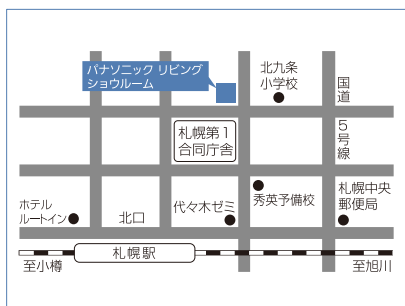 パナソニック リビング
ショウルーム
北九条
小学校
国道
5号線
札幌第1
合同庁舎
ホテル
ルートイン
北口
代々木ゼミ
秀英予備校
札幌中央
郵便局
札幌駅
至小樽
至旭川